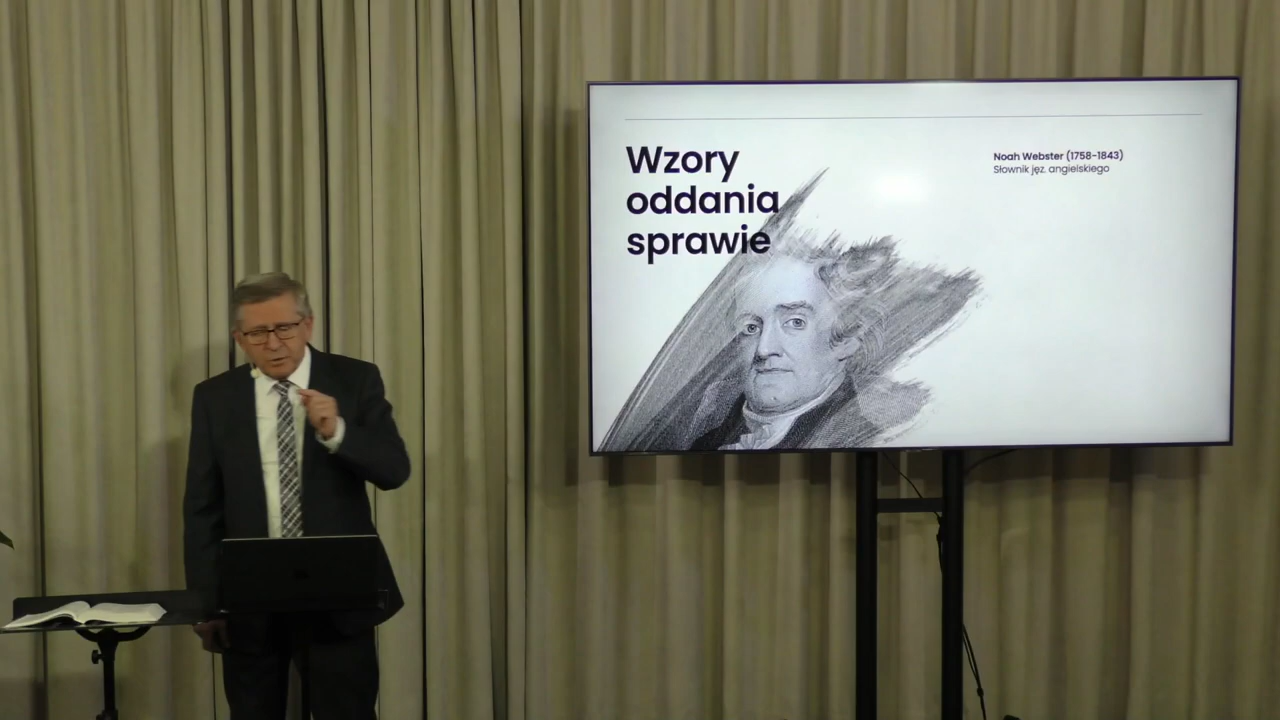 Wzory
oddania
sprawie
Noah Webster (1758-1843)
Słownik jęz. angielskiego